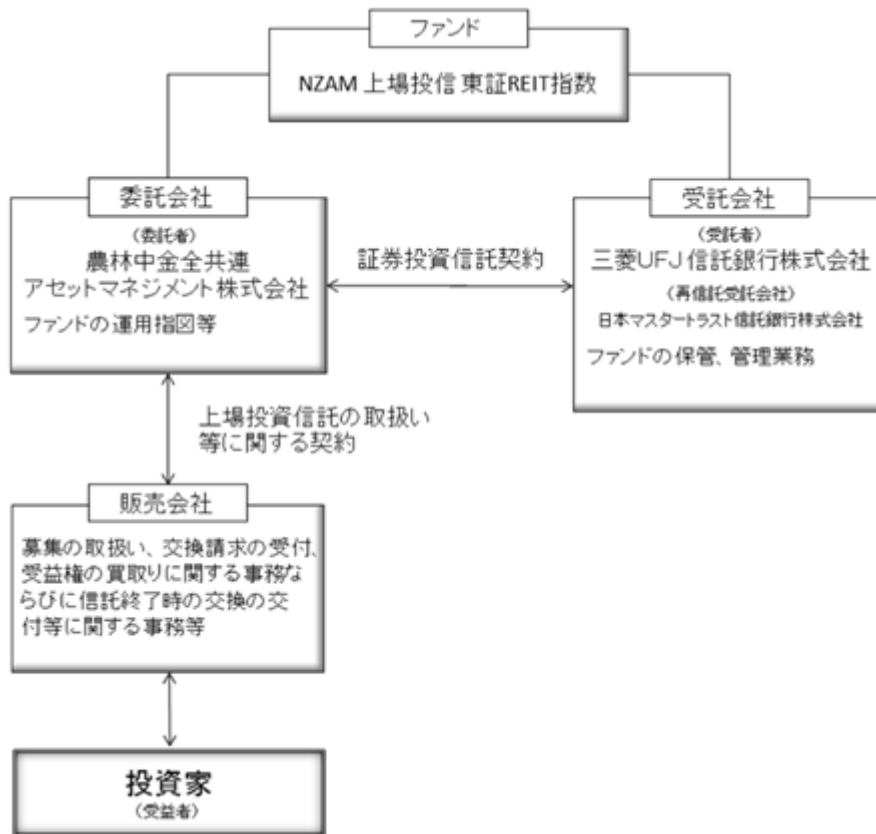 ファンド
NZAM 上場投信 東証REIT指数
委託会社
（委託者）
農林中金全共連
アセットマネジメント株式会社
ファンドの運用指図等
証券投資信託契約
受託会社
（受託者）
三菱UFJ信託銀行株式会社
（再信託受託会社）
日本マスタートラスト信託銀行株式会社
ファンドの保管、管理業務
上場投資信託の取扱い
等に関する契約
販売会社
募集の取扱い、交換請求の受付、
受益権の買取りに関する事務な
らびに信託終了時の交換の交
付等に関する事務等
投資家
（受益者）